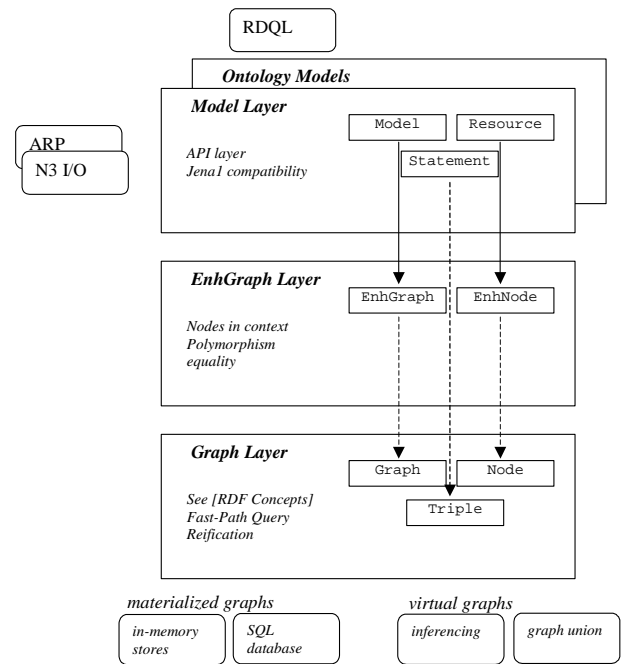 RDQL
Ontology Models
Model Layer
Model
Resource
Statement
API layer
Jena1 compatibility
ARP
N3 I/O
EnhGraph Layer
EnhGraph
EnhNode
Nodes in context
Polymorphism
equality
Graph Layer
Graph
Node
Triple
See [RDF Concepts]
Fast-Path Query
Reification
materialized graphs
virtual graphs
in-memory
stores
SQL
database
inferencing
graph union